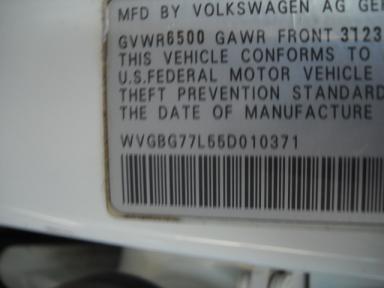 MFD BY VOLKSWAGEN AG GER
GVWR6500 GAWR FRONT 3123
THIS VEHICLE CONFORMS TO
U.S.FEDERAL MOTOR VEHICLE
THEFT PREVENTION STANDARD
THE DATE OF MANUFACTURE
WVGBG77L55D010371